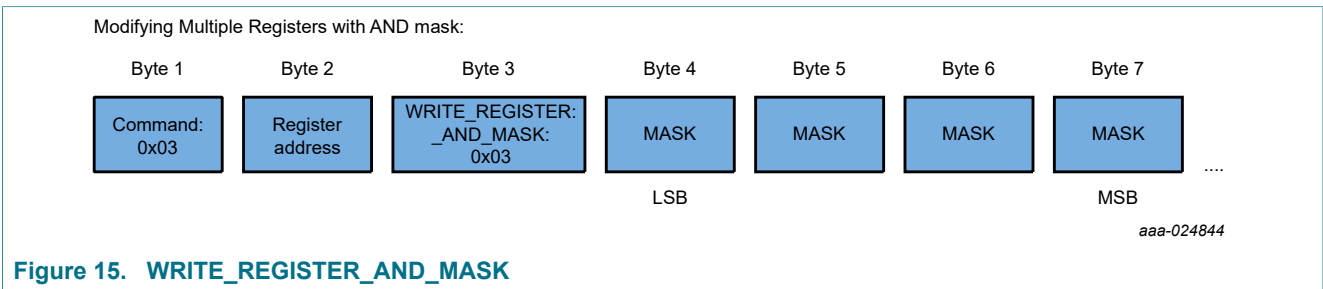 Modifying Multiple Registers with AND mask:
Byte 1 Byte 2 Byte 3 Byte 4 Byte 5 Byte 6 Byte 7
Command:
0x03
Register
address
WRITE_REGISTER:
_AND_MASK:
0x03
MASK
MASK
MASK
MASK
....
LSB MSB
aaa-024844
Figure 15. WRITE_REGISTER_AND_MASK